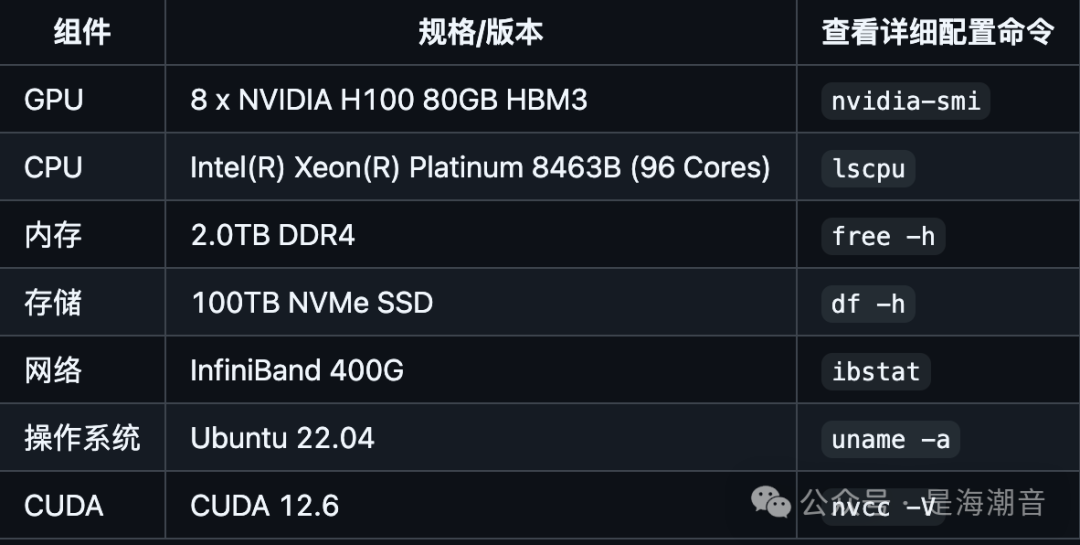 组件 规格/版本 查看详细配置命令
GPU 8 x NVIDIA H100 80GB HBM3 nvidia-smi
CPU Intel(R) Xeon(R) Platinum 8463B (96 Cores) lscpu
内存 2.0TB DDR4 free -h
存储 100TB NVMe SSD df -h
网络 InfiniBand 400G ibstat
操作系统 Ubuntu 22.04 uname -a
CUDA CUDA 12.6 nvcc -V
公众号 · 是海潮音